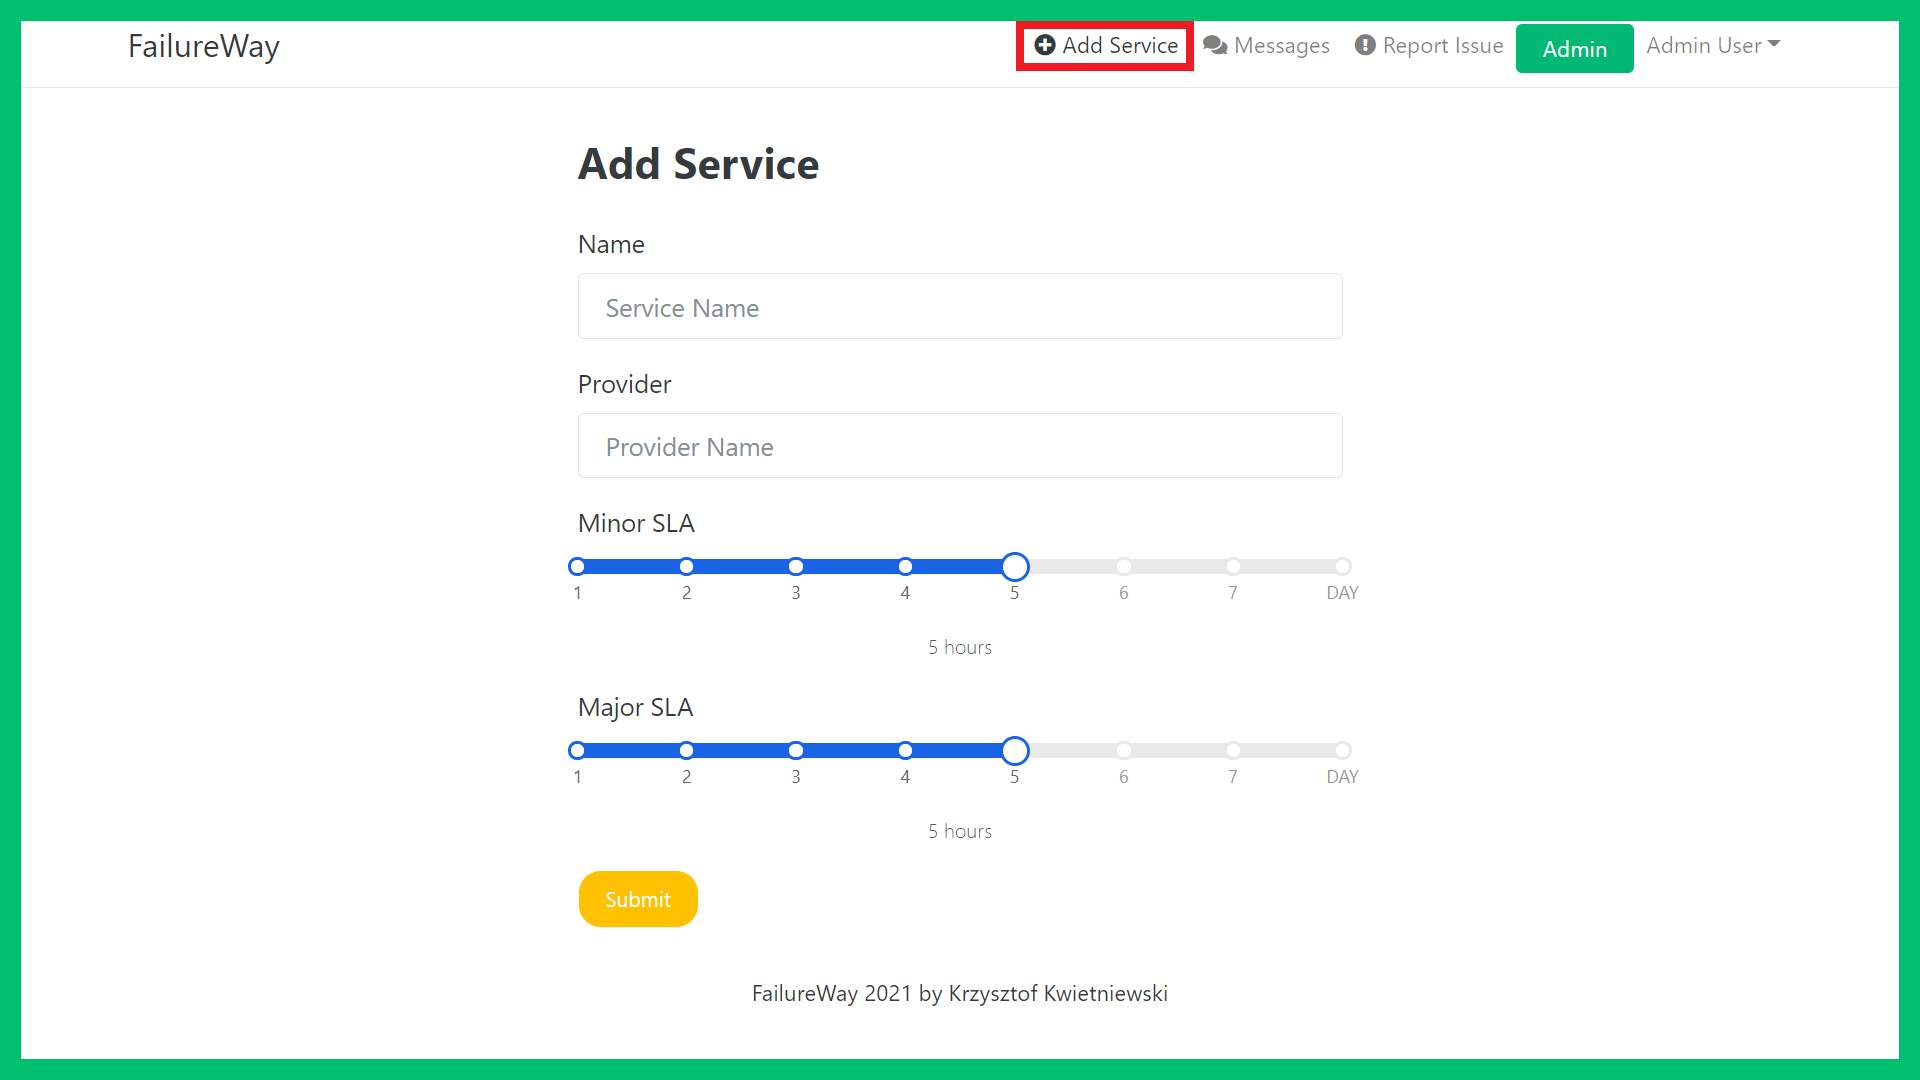 FailureWay
Add Service
Messages
Report Issue
Admin
Admin User
Add Service
Name
Service Name
Provider
Provider Name
Minor SLA
1 2 3 4 5 6 7 DAY
5 hours
Major SLA
1 2 3 4 5 6 7 DAY
5 hours
Submit
FailureWay 2021 by Krzysztof Kwietniewski